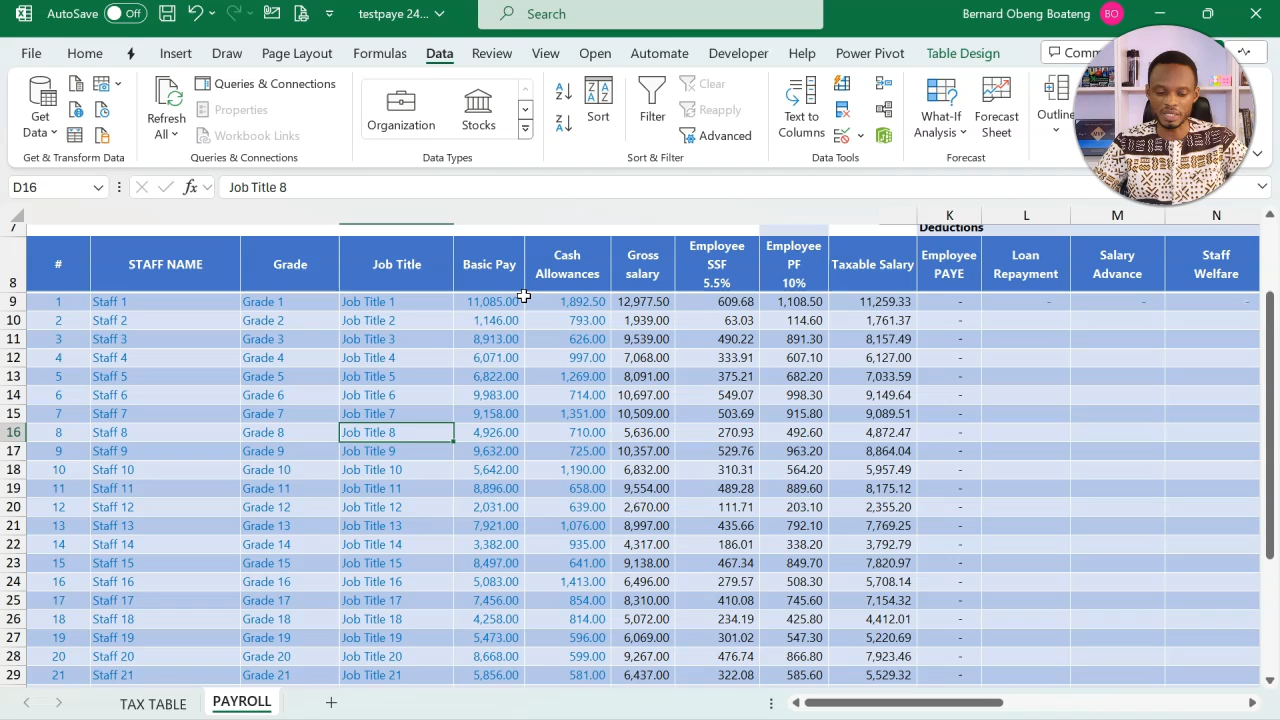 AutoSave Off testpaye 24... Search Bernard Obeng Boateng BO
File Home Insert Draw Page Layout Formulas Data Review View Open Automate Developer Help Power Pivot Table Design Comm
Get Data Refresh All Queries & Connections Properties Workbook Links Organization Stocks Sort Filter Clear Reapply Advanced Text to Columns What-If Analysis Forecast Sheet Outline
Get & Transform Data Queries & Connections Data Types Sort & Filter Data Tools Forecast
D16 fx Job Title 8
K L M N
7 Deductions
8 # STAFF NAME Grade Job Title Basic Pay Cash Allowances Gross salary Employee SSF 5.5% Employee PF 10% Taxable Salary Employee PAYE Loan Repayment Salary Advance Staff Welfare
9 1 Staff 1 Grade 1 Job Title 1 11,085.00 1,892.50 12,977.50 609.68 1,108.50 11,259.33 - - - -
10 2 Staff 2 Grade 2 Job Title 2 1,146.00 793.00 1,939.00 63.03 114.60 1,761.37 -
11 3 Staff 3 Grade 3 Job Title 3 8,913.00 626.00 9,539.00 490.22 891.30 8,157.49 -
12 4 Staff 4 Grade 4 Job Title 4 6,071.00 997.00 7,068.00 333.91 607.10 6,127.00 -
13 5 Staff 5 Grade 5 Job Title 5 6,822.00 1,269.00 8,091.00 375.21 682.20 7,033.59 -
14 6 Staff 6 Grade 6 Job Title 6 9,983.00 714.00 10,697.00 549.07 998.30 9,149.64 -
15 7 Staff 7 Grade 7 Job Title 7 9,158.00 1,351.00 10,509.00 503.69 915.80 9,089.51 -
16 8 Staff 8 Grade 8 Job Title 8 4,926.00 710.00 5,636.00 270.93 492.60 4,872.47 -
17 9 Staff 9 Grade 9 Job Title 9 9,632.00 725.00 10,357.00 529.76 963.20 8,864.04 -
18 10 Staff 10 Grade 10 Job Title 10 5,642.00 1,190.00 6,832.00 310.31 564.20 5,957.49 -
19 11 Staff 11 Grade 11 Job Title 11 8,896.00 658.00 9,554.00 489.28 889.60 8,175.12 -
20 12 Staff 12 Grade 12 Job Title 12 2,031.00 639.00 2,670.00 111.71 203.10 2,355.20 -
21 13 Staff 13 Grade 13 Job Title 13 7,921.00 1,076.00 8,997.00 435.66 792.10 7,769.25 -
22 14 Staff 14 Grade 14 Job Title 14 3,382.00 935.00 4,317.00 186.01 338.20 3,792.79 -
23 15 Staff 15 Grade 15 Job Title 15 8,497.00 641.00 9,138.00 467.34 849.70 7,820.97 -
24 16 Staff 16 Grade 16 Job Title 16 5,083.00 1,413.00 6,496.00 279.57 508.30 5,708.14 -
25 17 Staff 17 Grade 17 Job Title 17 7,456.00 854.00 8,310.00 410.08 745.60 7,154.32 -
26 18 Staff 18 Grade 18 Job Title 18 4,258.00 814.00 5,072.00 234.19 425.80 4,412.01 -
27 19 Staff 19 Grade 19 Job Title 19 5,473.00 596.00 6,069.00 301.02 547.30 5,220.69 -
28 20 Staff 20 Grade 20 Job Title 20 8,668.00 599.00 9,267.00 476.74 866.80 7,923.46 -
29 21 Staff 21 Grade 21 Job Title 21 5,856.00 581.00 6,437.00 322.08 585.60 5,529.32 -
TAX TABLE PAYROLL